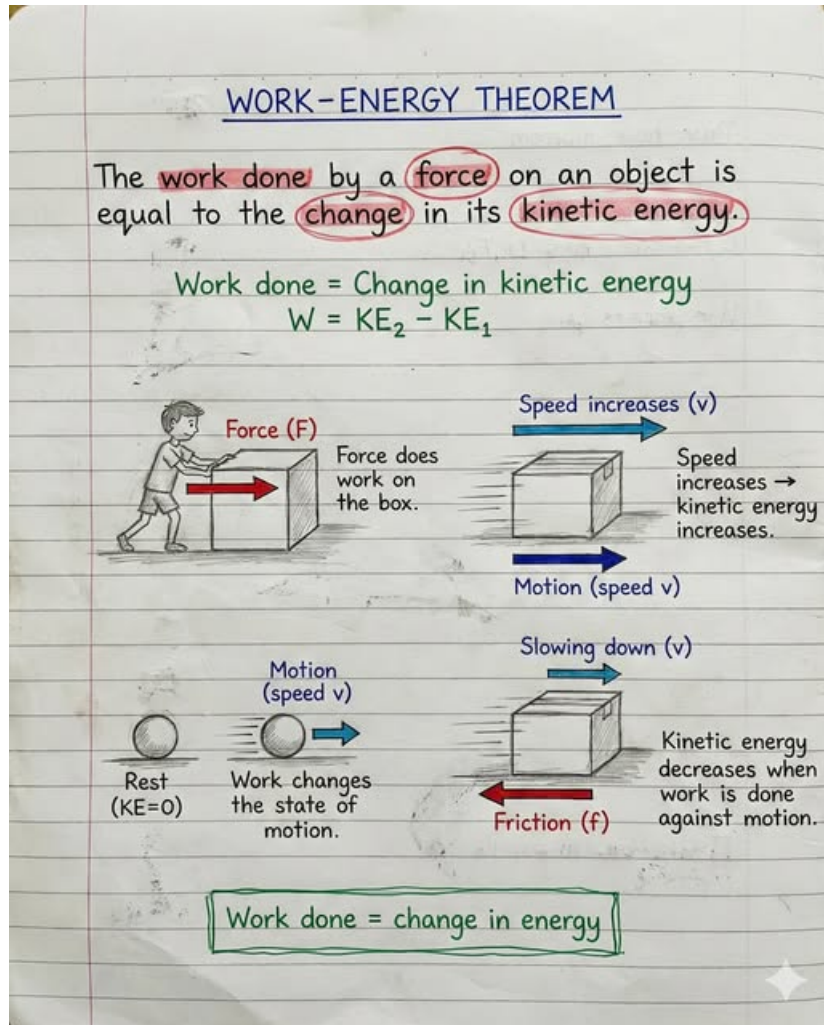 WORK-ENERGY THEOREM
The work done by a force on an object is
equal to the change in its kinetic energy.
Work done = Change in kinetic energy
W = KE₂ − KE₁
Force (F)
Force does
work on
the box.
Speed increases (v)
Speed
increases →
kinetic energy
increases.
Motion (speed v)
Rest
(KE=0)
Motion
(speed v)
Work changes
the state of
motion.
Slowing down (v)
Friction (f)
Kinetic energy
decreases when
work is done
against motion.
Work done = change in energy